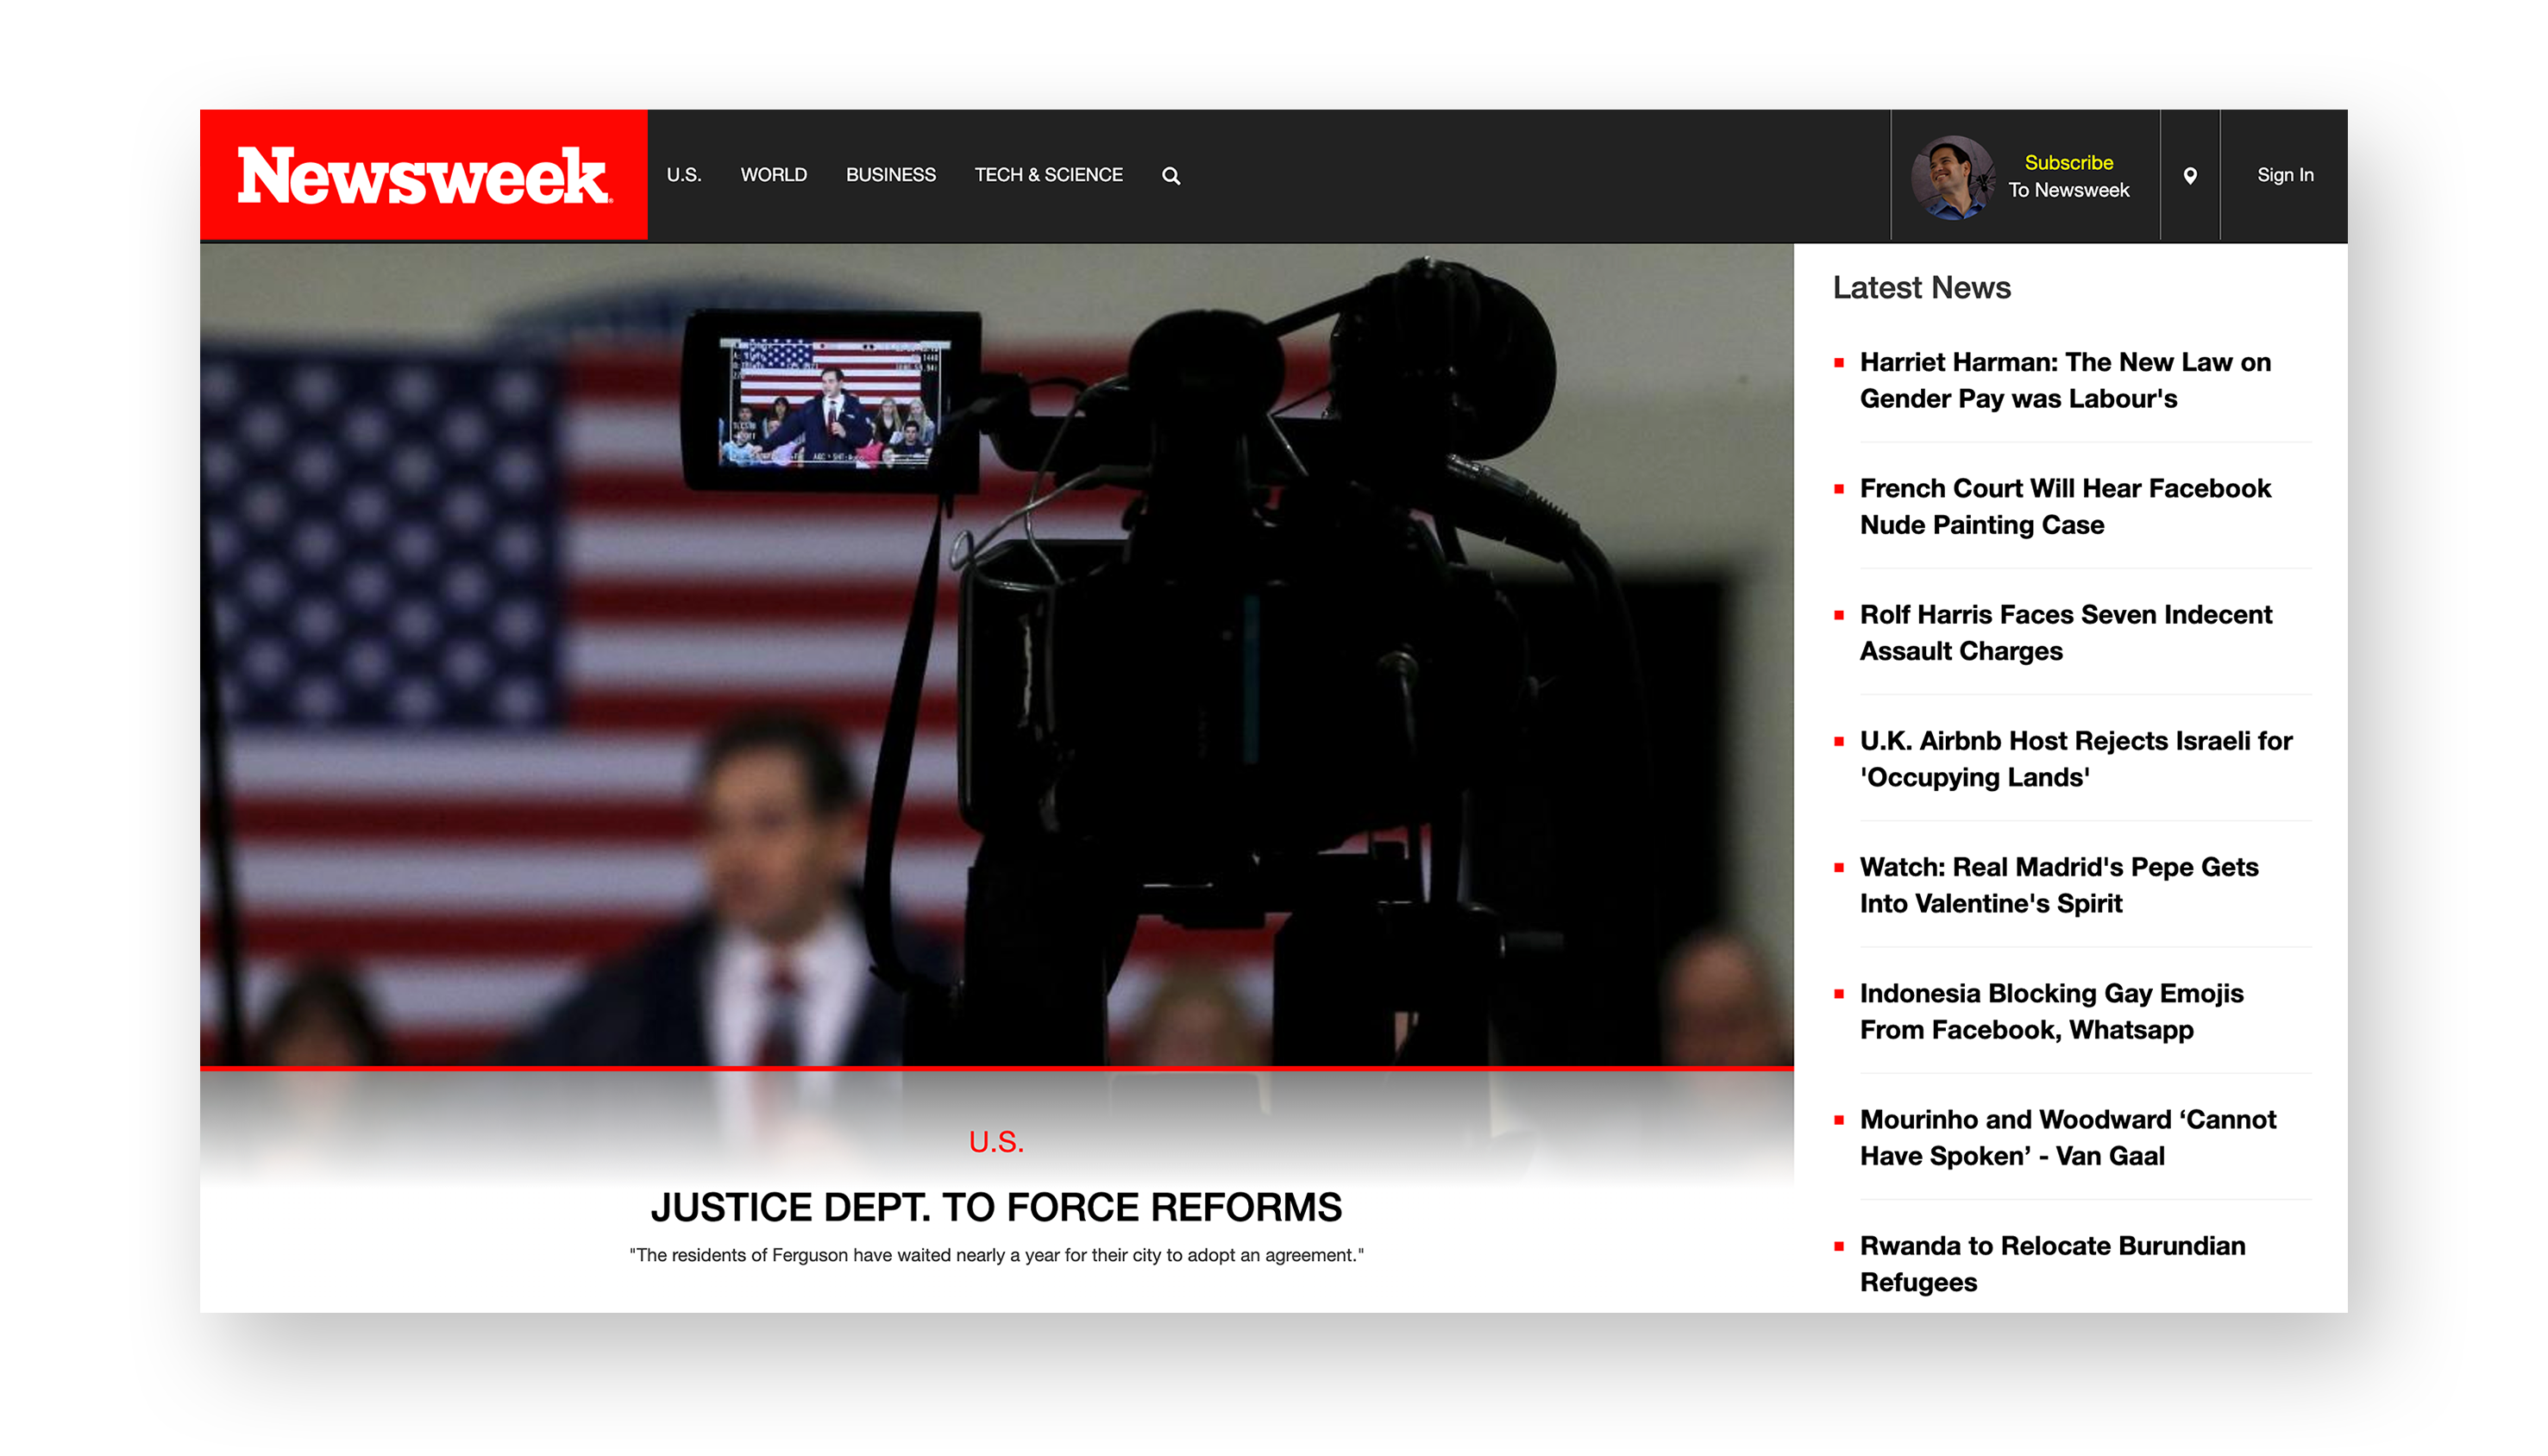 Newsweek
U.S.
WORLD
BUSINESS
TECH & SCIENCE
Subscribe
To Newsweek
Sign In
U.S.
JUSTICE DEPT. TO FORCE REFORMS
"The residents of Ferguson have waited nearly a year for their city to adopt an agreement."
Latest News
Harriet Harman: The New Law on
Gender Pay was Labour's
French Court Will Hear Facebook
Nude Painting Case
Rolf Harris Faces Seven Indecent
Assault Charges
U.K. Airbnb Host Rejects Israeli for
'Occupying Lands'
Watch: Real Madrid's Pepe Gets
Into Valentine's Spirit
Indonesia Blocking Gay Emojis
From Facebook, Whatsapp
Mourinho and Woodward ‘Cannot
Have Spoken’ - Van Gaal
Rwanda to Relocate Burundian
Refugees